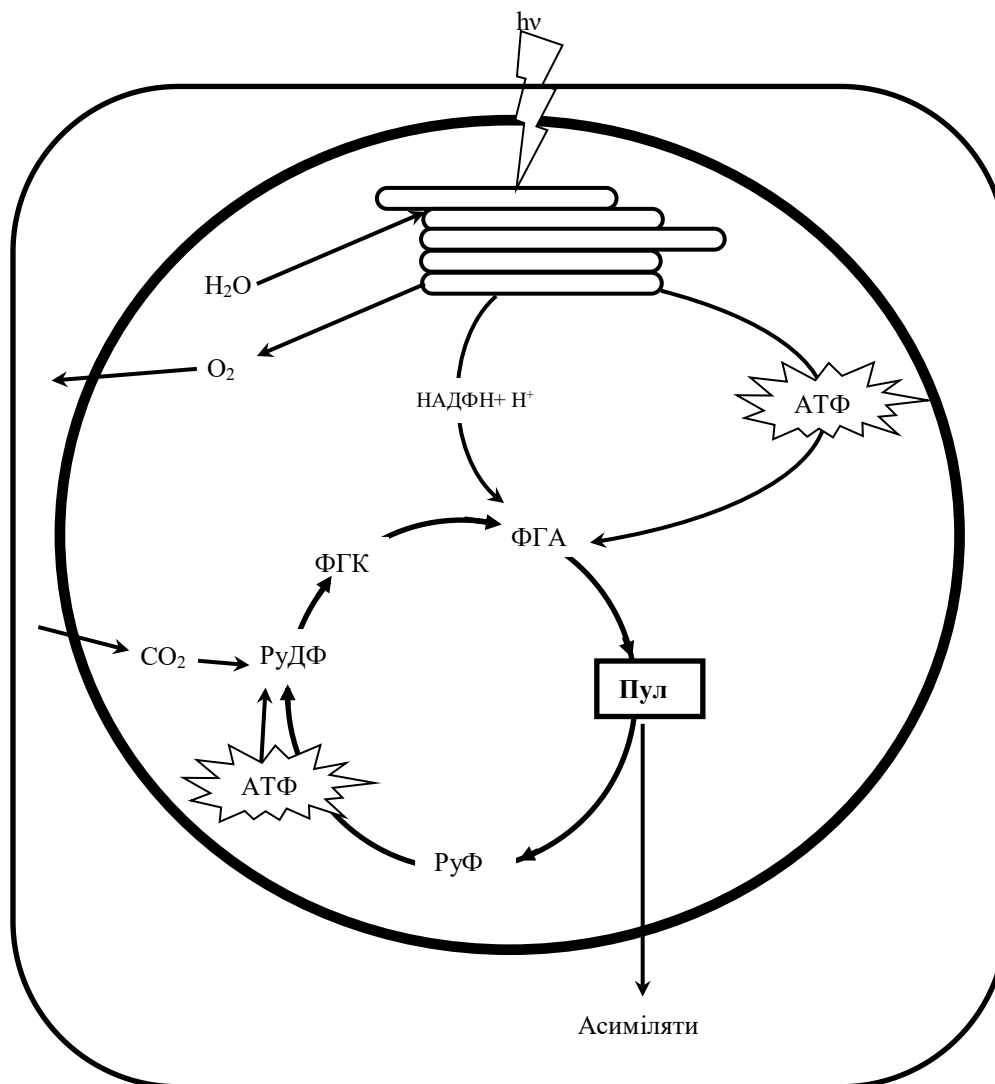 hν
H₂O
O₂
НАДФН+ Н⁺
АТФ
ФГА
ФГК
CO₂
РуДФ
Пул
АТФ
РуФ
Асиміляти